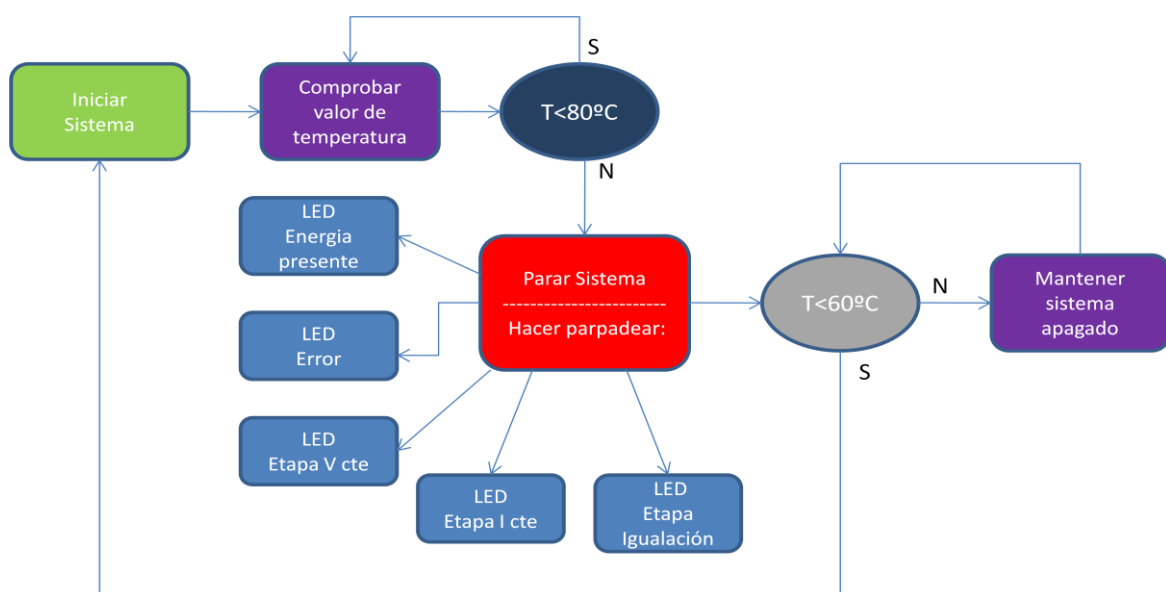 S
Iniciar
Sistema
Comprobar
valor de
temperatura
T<80ºC
N
LED
Energia
presente
Parar Sistema
------------------------
Hacer parpadear:
T<60ºC
N
Mantener
sistema
apagado
LED
Error
S
LED
Etapa V cte
LED
Etapa I cte
LED
Etapa
Igualación